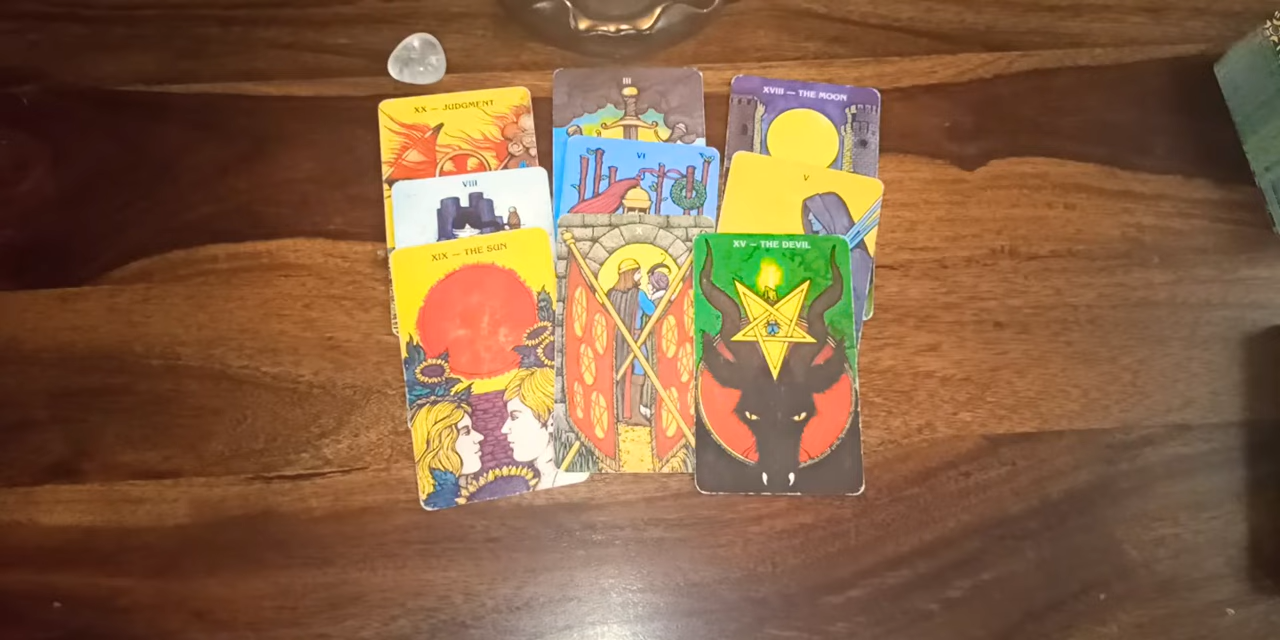 XX — JUDGMENT
III
XVIII — THE MOON
VIII
VI
V
XIX — THE SUN
X
XV — THE DEVIL